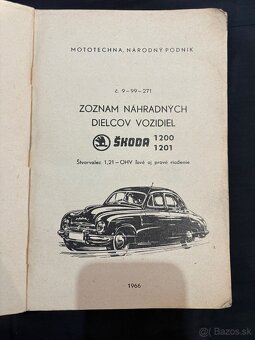 MOTOTECHNA, NÁRODNÝ PODNIK
č. 9-99-271
ZOZNAM NÁHRADNÝCH
DIELCOV VOZIDIEL
ŠKODA 1200
1201
Štvorvalec 1,21 – OHV ľavé aj pravé riadenie
1966
Bazos.sk